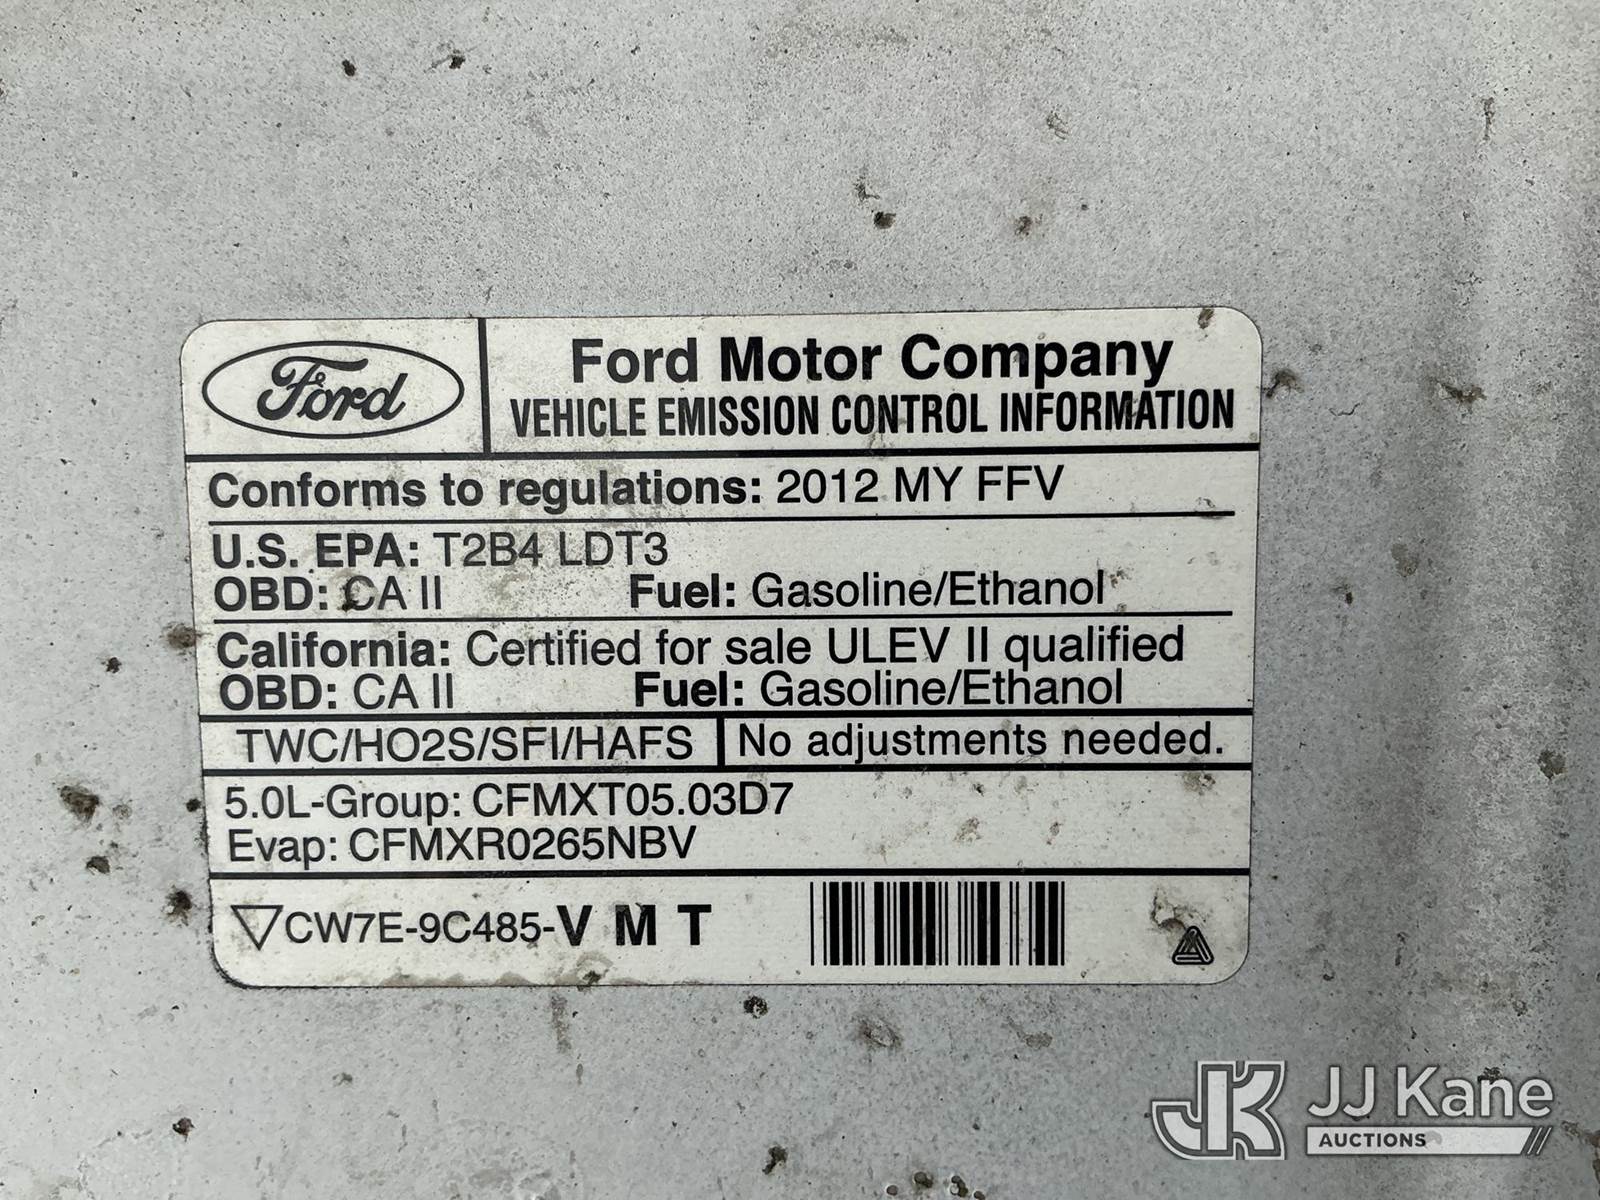 Ford
Ford Motor Company
VEHICLE EMISSION CONTROL INFORMATION
Conforms to regulations: 2012 MY FFV
U.S. EPA: T2B4 LDT3
OBD: CA II Fuel: Gasoline/Ethanol
California: Certified for sale ULEV II qualified
OBD: CA II Fuel: Gasoline/Ethanol
TWC/HO2S/SFI/HAFS No adjustments needed.
5.0L-Group: CFMXT05.03D7
Evap: CFMXR0265NBV
CW7E-9C485-V M T
JK JJ Kane
AUCTIONS